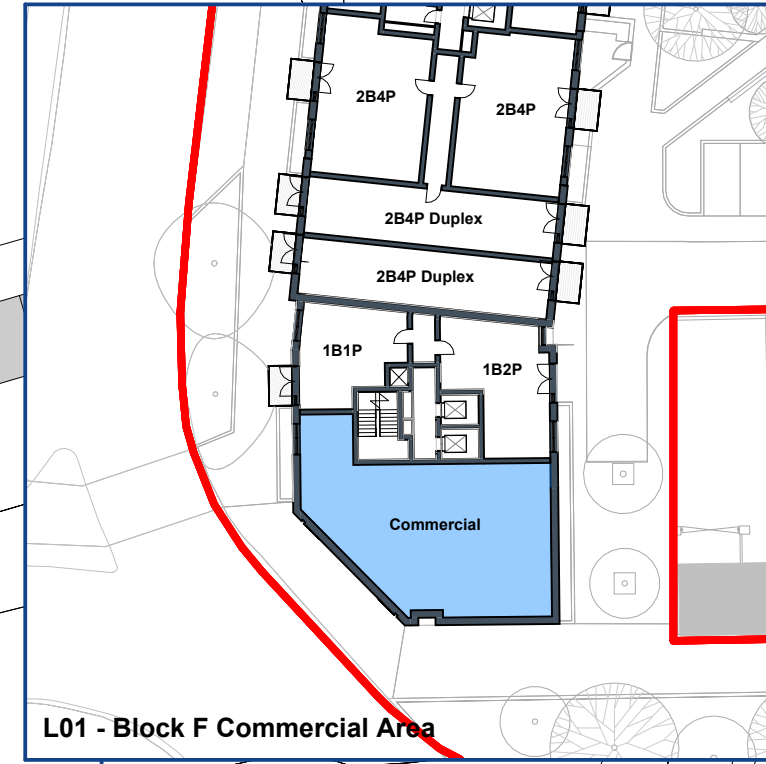 2B4P
2B4P
2B4P Duplex
2B4P Duplex
1B1P
1B2P
Commercial
L01 - Block F Commercial Area